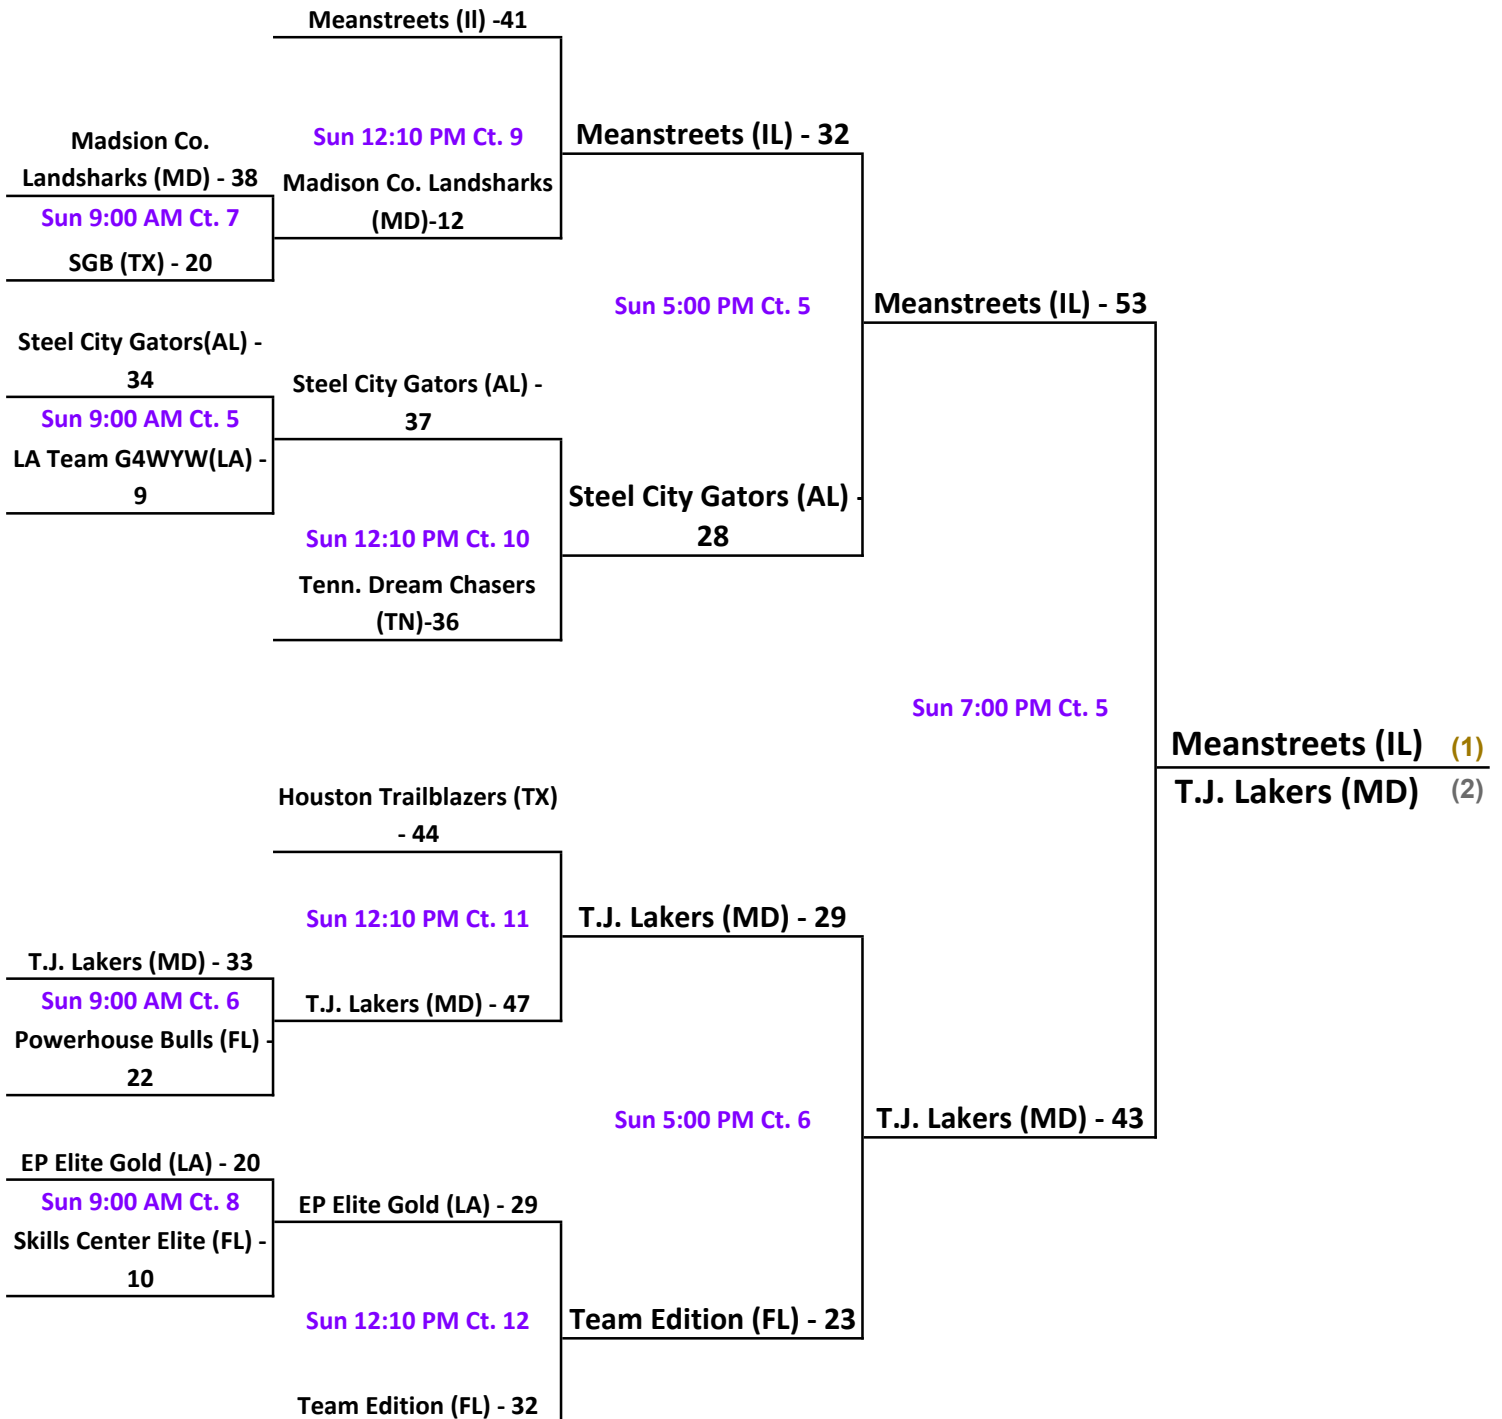 Meanstreets (Il) -41
Madsion Co.
Landsharks (MD) - 38
Sun 9:00 AM Ct. 7
SGB (TX) - 20
Sun 12:10 PM Ct. 9
Madison Co. Landsharks
(MD)-12
Meanstreets (IL) - 32
Steel City Gators(AL) -
34
Sun 9:00 AM Ct. 5
LA Team G4WYW(LA) -
9
Steel City Gators (AL) -
37
Sun 12:10 PM Ct. 10
Tenn. Dream Chasers
(TN)-36
Sun 5:00 PM Ct. 5
Steel City Gators (AL) -
28
Meanstreets (IL) - 53
Sun 7:00 PM Ct. 5
Meanstreets (IL) (1)
T.J. Lakers (MD) (2)
Houston Trailblazers (TX)
- 44
Sun 12:10 PM Ct. 11
T.J. Lakers (MD) - 29
T.J. Lakers (MD) - 33
Sun 9:00 AM Ct. 6
Powerhouse Bulls (FL) -
22
T.J. Lakers (MD) - 47
Sun 5:00 PM Ct. 6
T.J. Lakers (MD) - 43
EP Elite Gold (LA) - 20
Sun 9:00 AM Ct. 8
Skills Center Elite (FL) -
10
EP Elite Gold (LA) - 29
Sun 12:10 PM Ct. 12
Team Edition (FL) - 23
Team Edition (FL) - 32